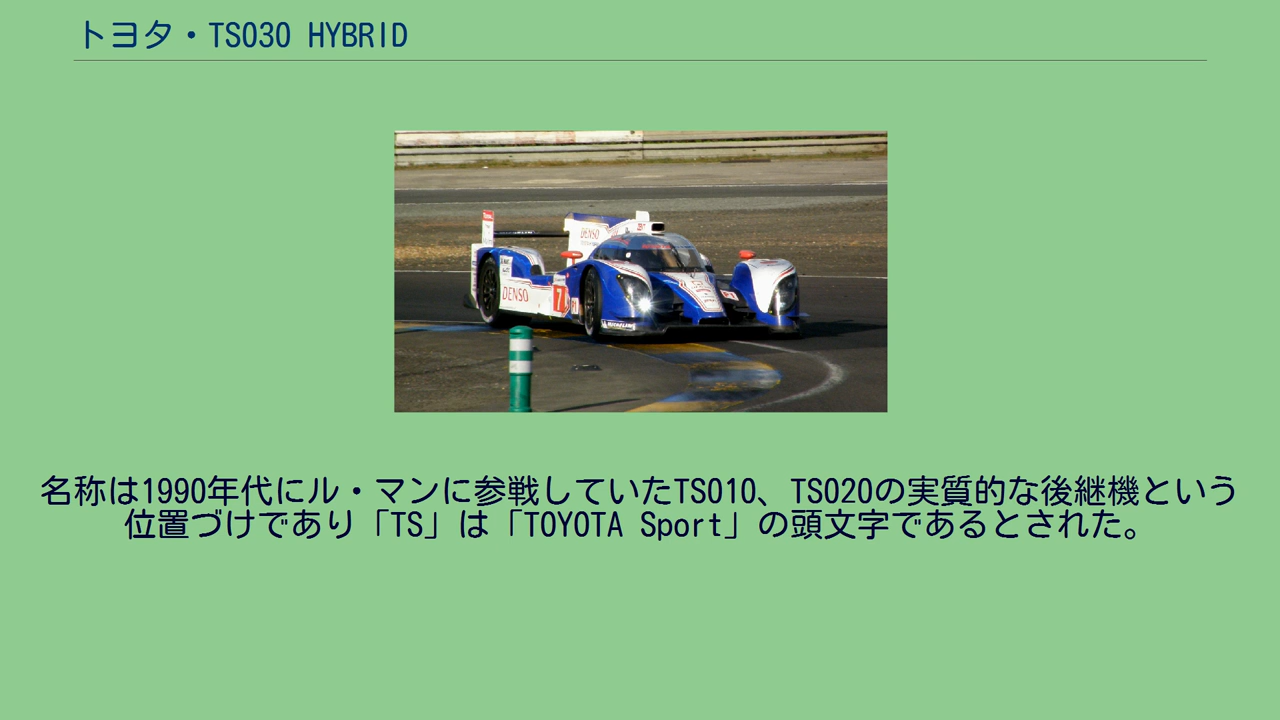 トヨタ・TS030 HYBRID
DENSO
DENSO
7
名称は1990年代にル・マンに参戦していたTS010、TS020の実質的な後継機という
位置づけであり「TS」は「TOYOTA Sport」の頭文字であるとされた。